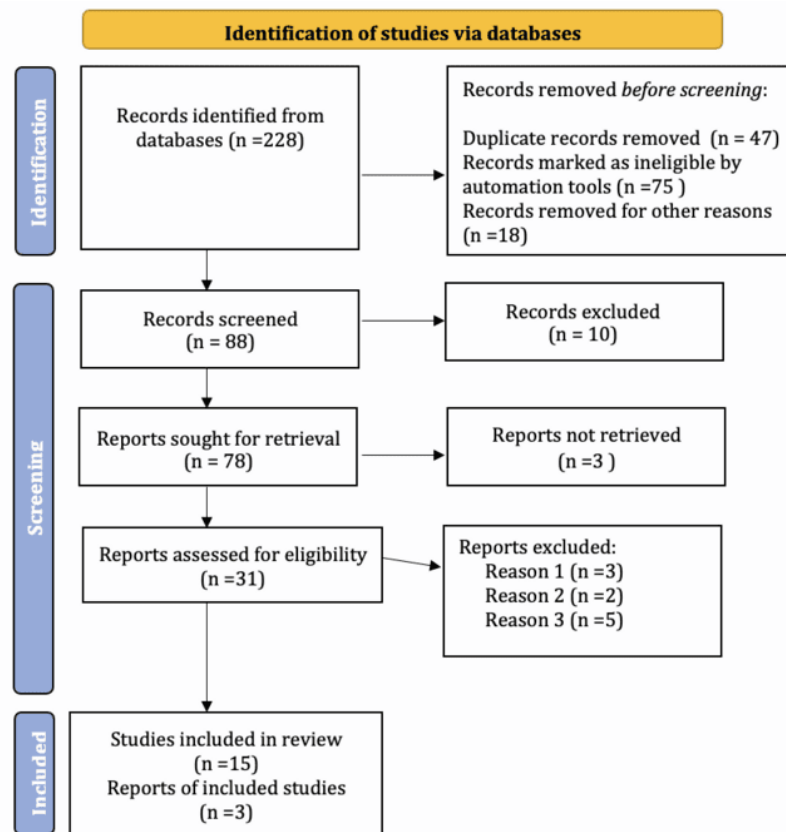 Identification of studies via databases
Identification
Records identified from
databases (n =228)
Records removed before screening:
Duplicate records removed (n = 47)
Records marked as ineligible by
automation tools (n =75 )
Records removed for other reasons
(n =18)
Screening
Records screened
(n = 88)
Records excluded
(n = 10)
Reports sought for retrieval
(n = 78)
Reports not retrieved
(n =3 )
Reports assessed for eligibility
(n =31)
Reports excluded:
Reason 1 (n =3)
Reason 2 (n =2)
Reason 3 (n =5)
Included
Studies included in review
(n =15)
Reports of included studies
(n =3)